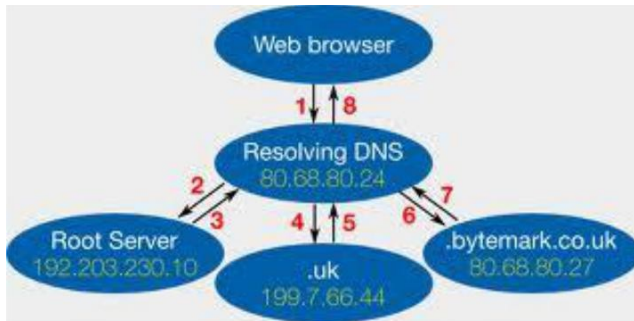 Web browser
1 8
Resolving DNS
80.68.80.24
2
3
4 5
6
7
Root Server
192.203.230.10
.uk
199.7.66.44
.bytemark.co.uk
80.68.80.27